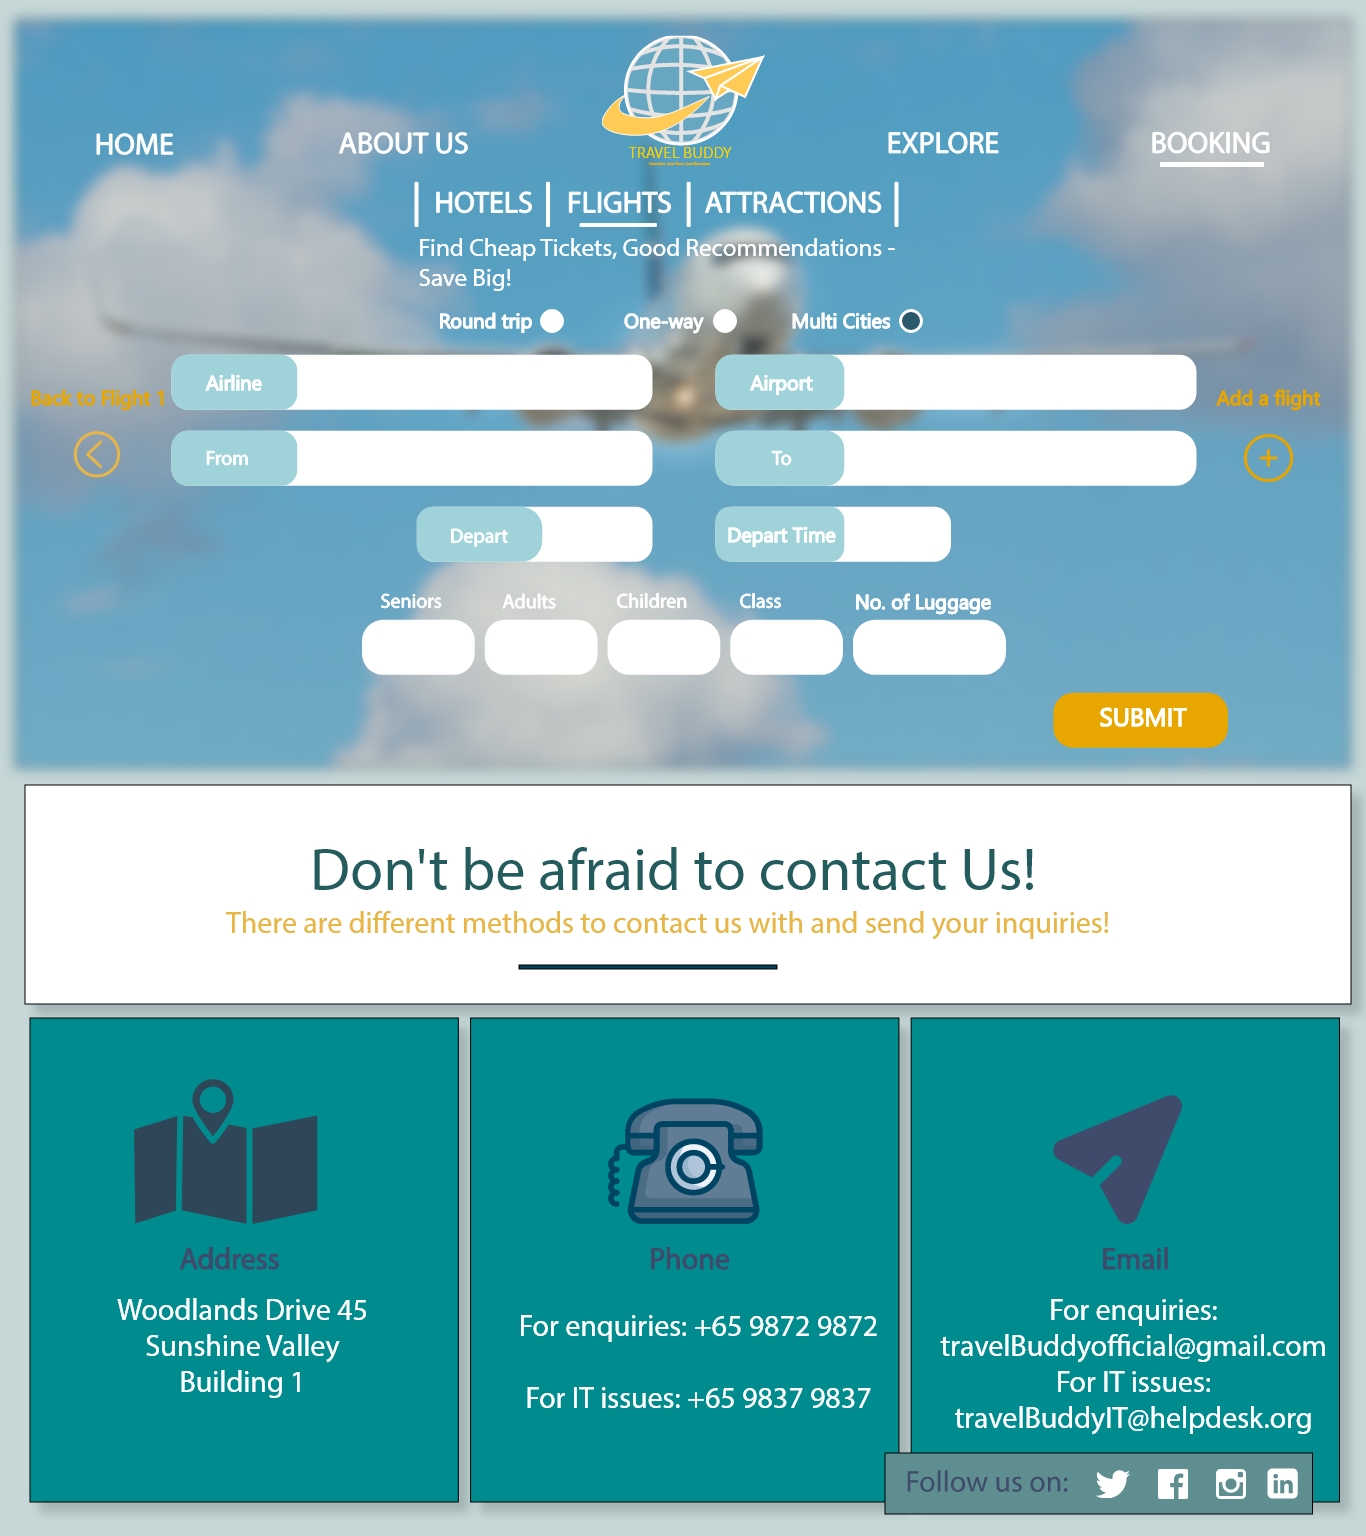 TRAVEL BUDDY
HOME
ABOUT US
EXPLORE
BOOKING
HOTELS
FLIGHTS
ATTRACTIONS
Find Cheap Tickets, Good Recommendations -
Save Big!
Round trip
One-way
Multi Cities
Back to Flight 1
Airline
Airport
Add a flight
From
To
Depart
Depart Time
Seniors
Adults
Children
Class
No. of Luggage
SUBMIT
Don't be afraid to contact Us!
There are different methods to contact us with and send your inquiries!
Address
Woodlands Drive 45
Sunshine Valley
Building 1
Phone
For enquiries: +65 9872 9872
For IT issues: +65 9837 9837
Email
For enquiries:
travelBuddyofficial@gmail.com
For IT issues:
travelBuddyIT@helpdesk.org
Follow us on: